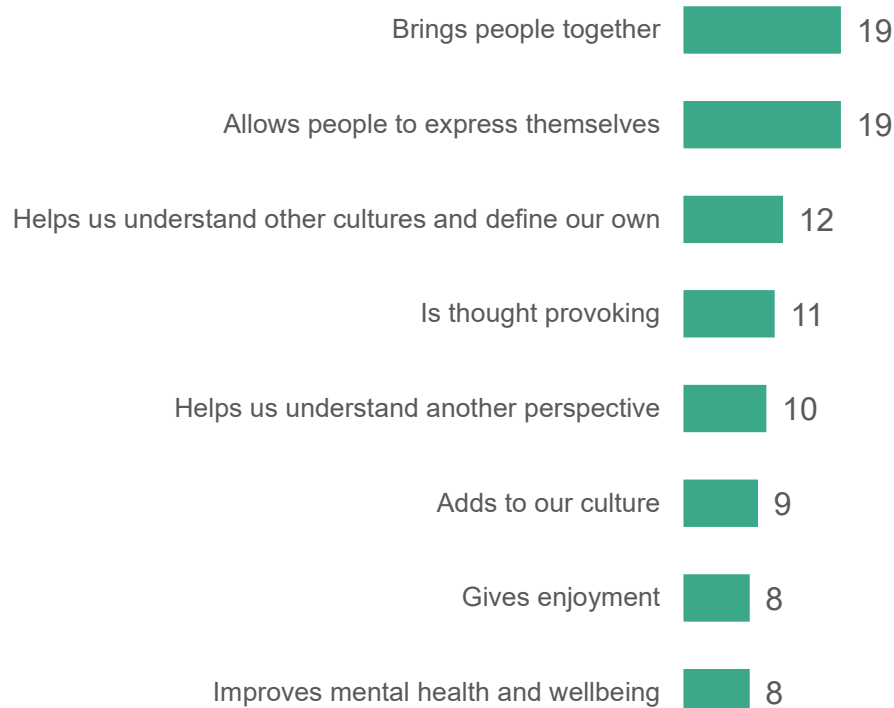 Brings people together 19
Allows people to express themselves 19
Helps us understand other cultures and define our own 12
Is thought provoking 11
Helps us understand another perspective 10
Adds to our culture 9
Gives enjoyment 8
Improves mental health and wellbeing 8